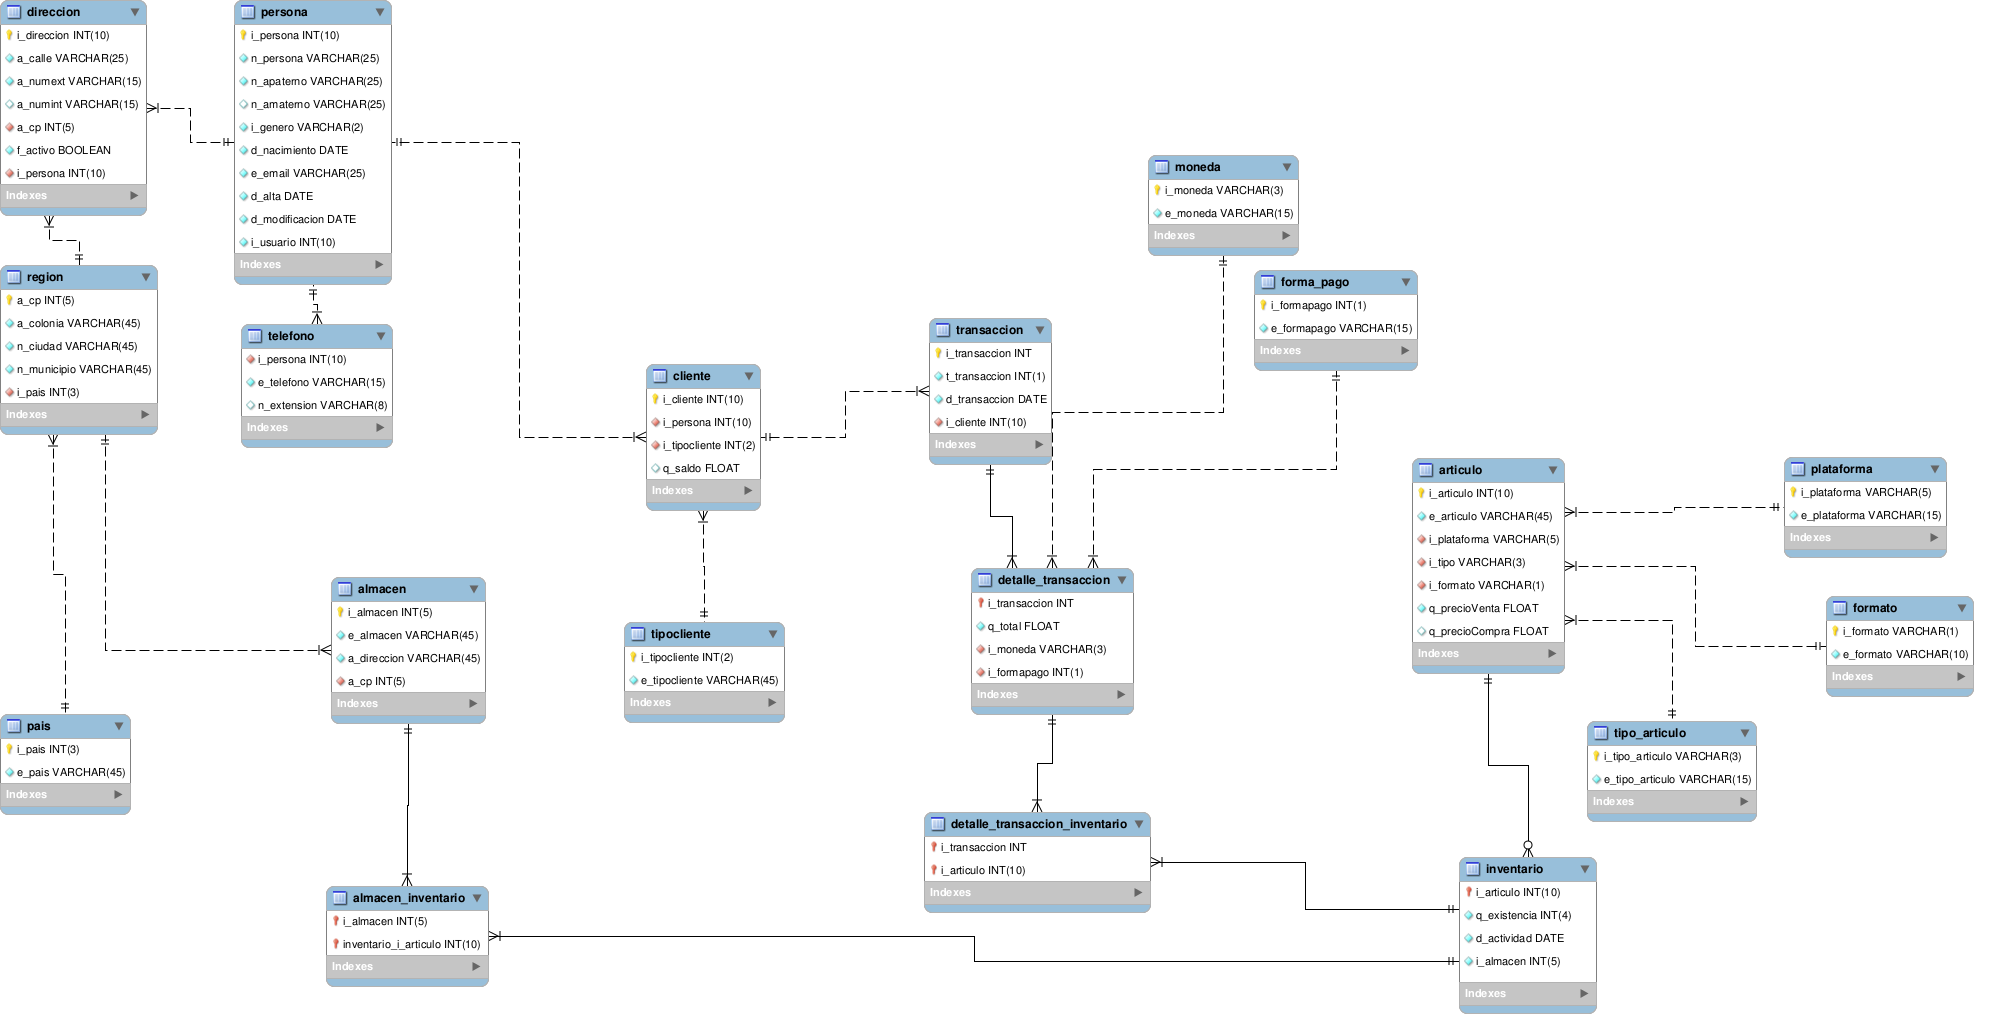 direccion
i_direccion INT(10)
a_calle VARCHAR(25)
a_numext VARCHAR(15)
a_numint VARCHAR(15)
a_cp INT(5)
f_activo BOOLEAN
i_persona INT(10)
Indexes
persona
i_persona INT(10)
n_persona VARCHAR(25)
n_apaterno VARCHAR(25)
n_amaterno VARCHAR(25)
i_genero VARCHAR(2)
d_nacimiento DATE
e_email VARCHAR(25)
d_alta DATE
d_modificacion DATE
i_usuario INT(10)
Indexes
region
a_cp INT(5)
a_colonia VARCHAR(45)
n_ciudad VARCHAR(45)
n_municipio VARCHAR(45)
i_pais INT(3)
Indexes
telefono
i_persona INT(10)
e_telefono VARCHAR(15)
n_extension VARCHAR(8)
Indexes
moneda
i_moneda VARCHAR(3)
e_moneda VARCHAR(15)
Indexes
forma_pago
i_formapago INT(1)
e_formapago VARCHAR(15)
Indexes
transaccion
i_transaccion INT
t_transaccion INT(1)
d_transaccion DATE
i_cliente INT(10)
Indexes
cliente
i_cliente INT(10)
i_persona INT(10)
i_tipocliente INT(2)
q_saldo FLOAT
Indexes
articulo
i_articulo INT(10)
e_articulo VARCHAR(45)
i_plataforma VARCHAR(5)
i_tipo VARCHAR(3)
i_formato VARCHAR(1)
q_precioVenta FLOAT
q_precioCompra FLOAT
Indexes
plataforma
i_plataforma VARCHAR(5)
e_plataforma VARCHAR(15)
Indexes
almacen
i_almacen INT(5)
e_almacen VARCHAR(45)
a_direccion VARCHAR(45)
a_cp INT(5)
Indexes
tipocliente
i_tipocliente INT(2)
e_tipocliente VARCHAR(45)
Indexes
detalle_transaccion
i_transaccion INT
q_total FLOAT
i_moneda VARCHAR(3)
i_formapago INT(1)
Indexes
formato
i_formato VARCHAR(1)
e_formato VARCHAR(10)
Indexes
pais
i_pais INT(3)
e_pais VARCHAR(45)
Indexes
tipo_articulo
i_tipo_articulo VARCHAR(3)
e_tipo_articulo VARCHAR(15)
Indexes
detalle_transaccion_inventario
i_transaccion INT
i_articulo INT(10)
Indexes
almacen_inventario
i_almacen INT(5)
inventario_i_articulo INT(10)
Indexes
inventario
i_articulo INT(10)
q_existencia INT(4)
d_actividad DATE
i_almacen INT(5)
Indexes